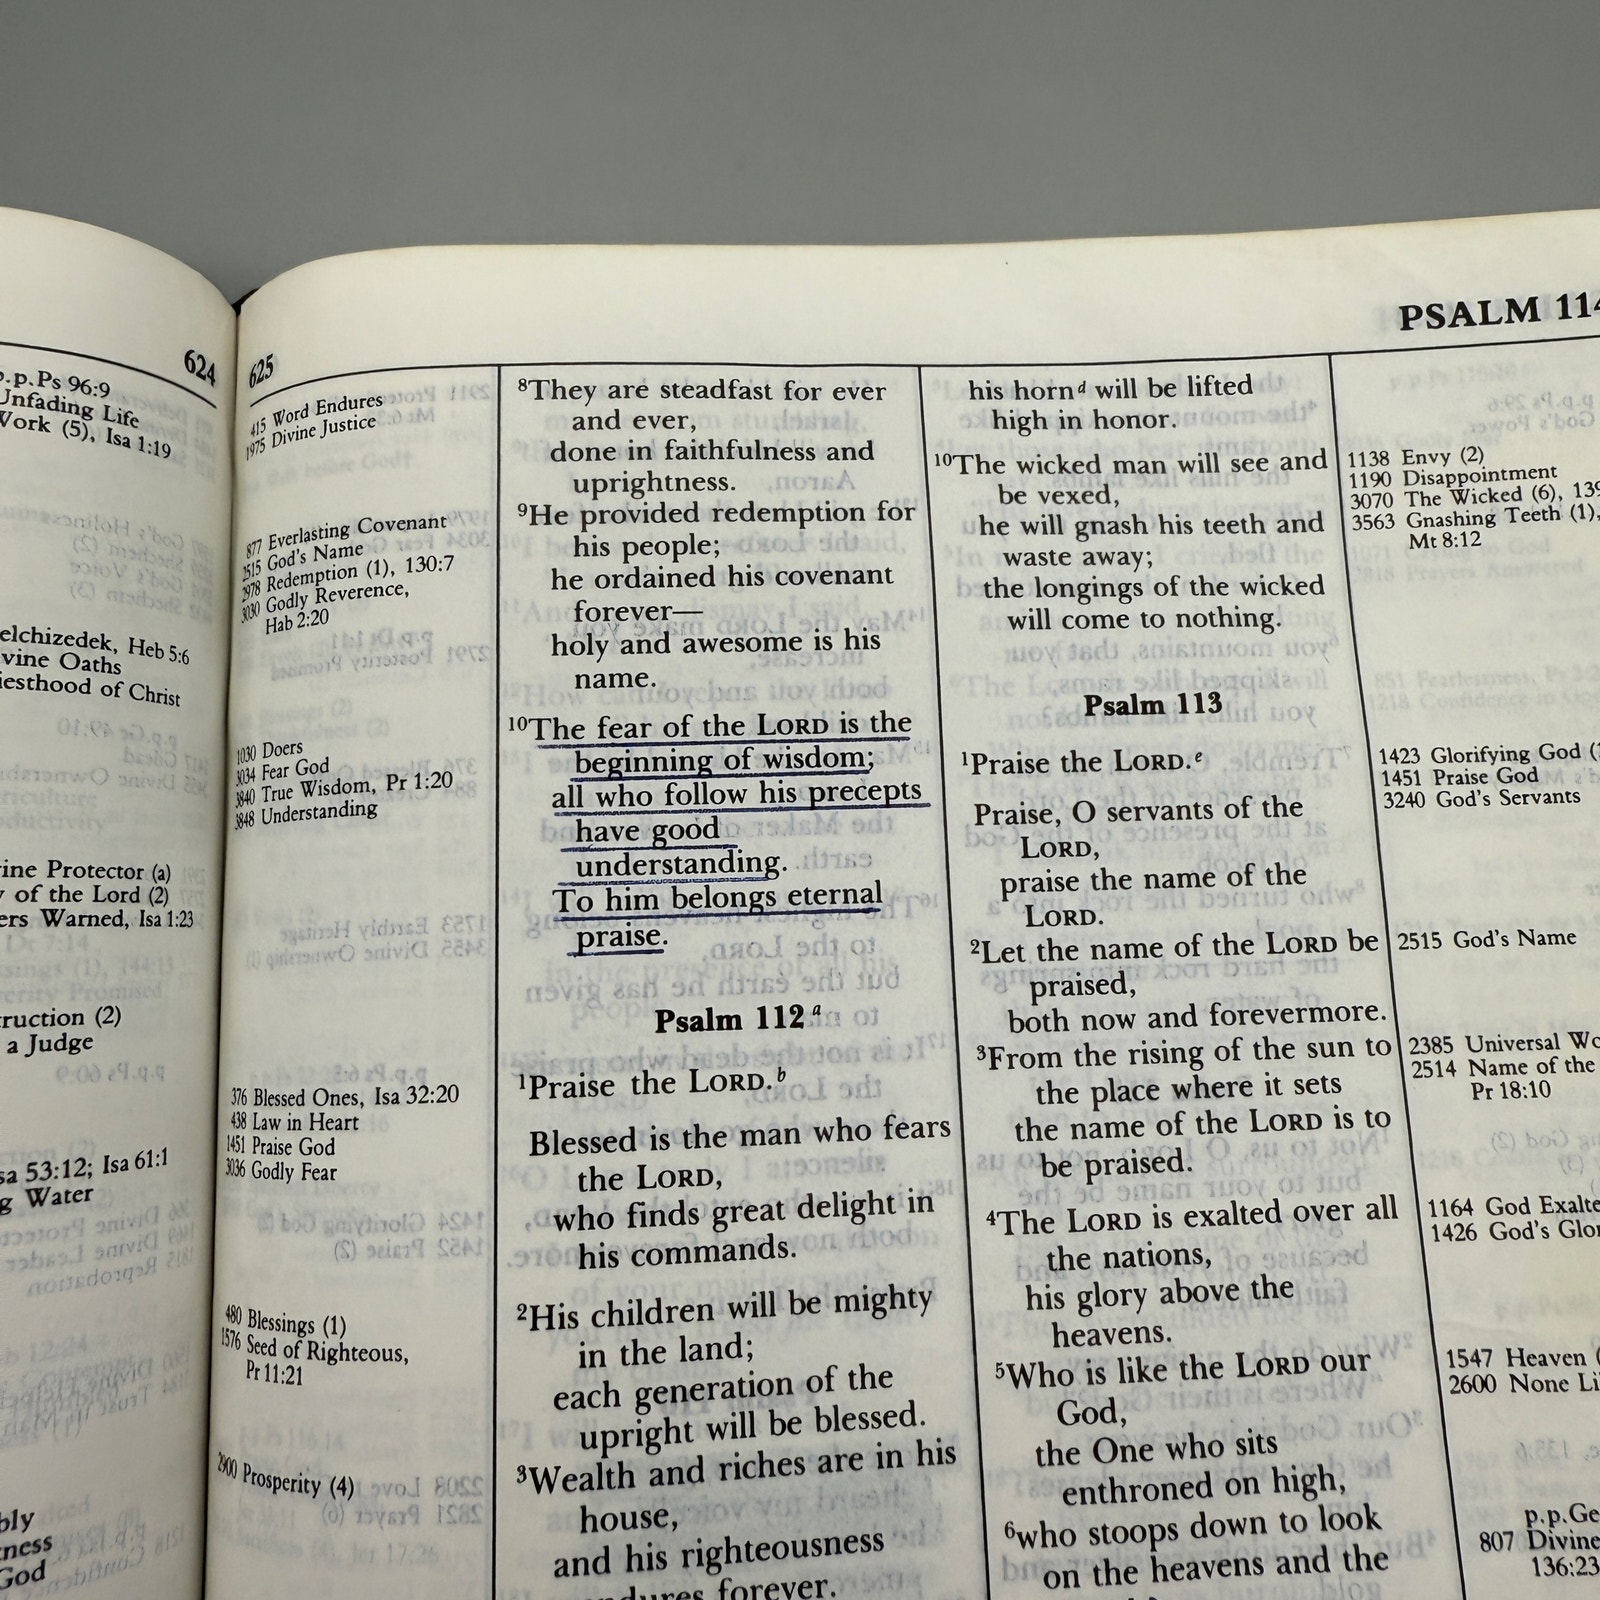 624
p.p.Ps 96:9
Unfading Life
Work (5), Isa 1:19
Melchizedek, Heb 5:6
vine Oaths
iesthood of Christ
ine Protector (a)
y of the Lord (2)
ers Warned, Isa 1:23
ruction (2)
a Judge
sa 53:12; Isa 61:1
g Water
bly
ness
God
625
PSALM 114
415 Word Endures
1975 Divine Justice
877 Everlasting Covenant
2515 God's Name
2978 Redemption (1), 130:7
3030 Godly Reverence,
Hab 2:20
1030 Doers
3034 Fear God
3840 True Wisdom, Pr 1:20
3848 Understanding
376 Blessed Ones, Isa 32:20
438 Law in Heart
1451 Praise God
3036 Godly Fear
480 Blessings (1)
1576 Seed of Righteous,
Pr 11:21
2900 Prosperity (4)
8They are steadfast for ever
and ever,
done in faithfulness and
uprightness.
9He provided redemption for
his people;
he ordained his covenant
forever—
holy and awesome is his
name.
10The fear of the LORD is the
beginning of wisdom;
all who follow his precepts
have good
understanding.
To him belongs eternal
praise.
Psalm 112a
1Praise the LORD.b
Blessed is the man who fears
the LORD,
who finds great delight in
his commands.
2His children will be mighty
in the land;
each generation of the
upright will be blessed.
3Wealth and riches are in his
house,
and his righteousness
endures forever.
his hornd will be lifted
high in honor.
10The wicked man will see and
be vexed,
he will gnash his teeth and
waste away;
the longings of the wicked
will come to nothing.
Psalm 113
1Praise the LORD.e
Praise, O servants of the
LORD,
praise the name of the
LORD.
2Let the name of the LORD be
praised,
both now and forevermore.
3From the rising of the sun to
the place where it sets
the name of the LORD is to
be praised.
4The LORD is exalted over all
the nations,
his glory above the
heavens.
5Who is like the LORD our
God,
the One who sits
enthroned on high,
6who stoops down to look
on the heavens and the
1138 Envy (2)
1190 Disappointment
3070 The Wicked (6), 139
3563 Gnashing Teeth (1),
Mt 8:12
1423 Glorifying God (
1451 Praise God
3240 God's Servants
2515 God's Name
2385 Universal Wo
2514 Name of the
Pr 18:10
1164 God Exalte
1426 God's Glor
1547 Heaven (
2600 None Li
p.p.Ge
807 Divine
136:23